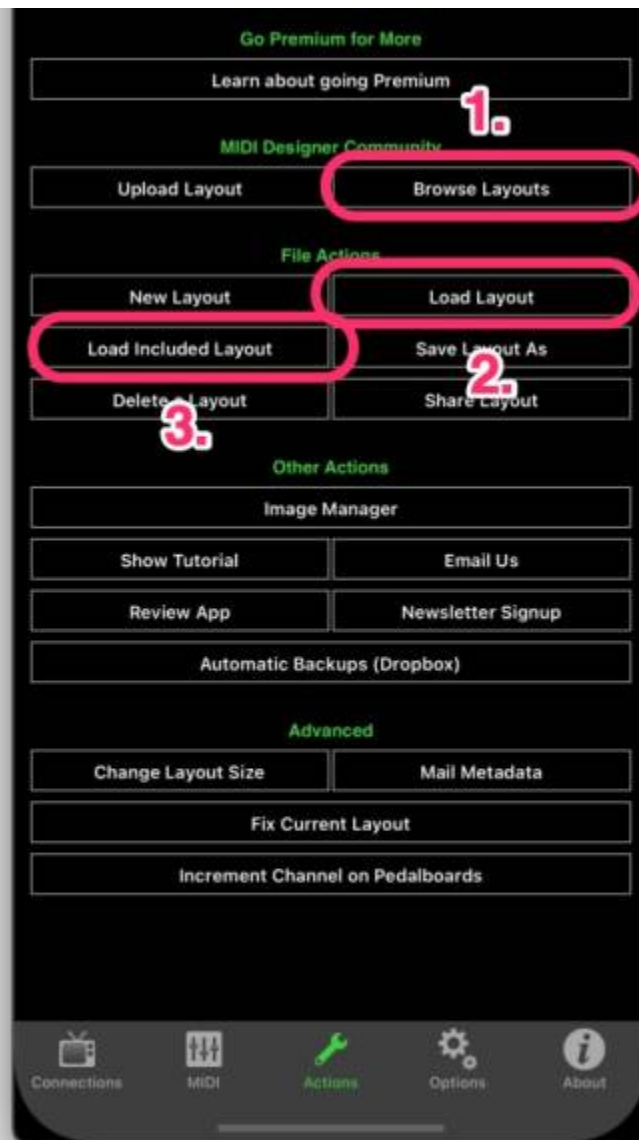 Go Premium for More
Learn about going Premium
1.
MIDI Designer Community
Upload Layout Browse Layouts
File Actions
New Layout Load Layout
Load Included Layout Save Layout As
2.
Delete a Layout Share Layout
3.
Other Actions
Image Manager
Show Tutorial Email Us
Review App Newsletter Signup
Automatic Backups (Dropbox)
Advanced
Change Layout Size Mail Metadata
Fix Current Layout
Increment Channel on Pedalboards
Connections MIDI Actions Options About